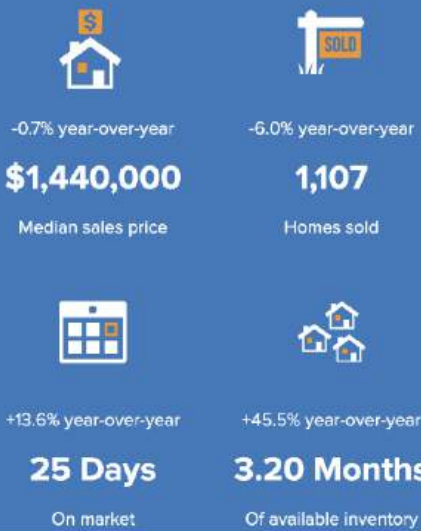 $
SOLD
-0.7% year-over-year
-6.0% year-over-year
$1,440,000
1,107
Median sales price
Homes sold
+13.6% year-over-year
+45.5% year-over-year
25 Days
3.20 Months
On market
Of available inventory